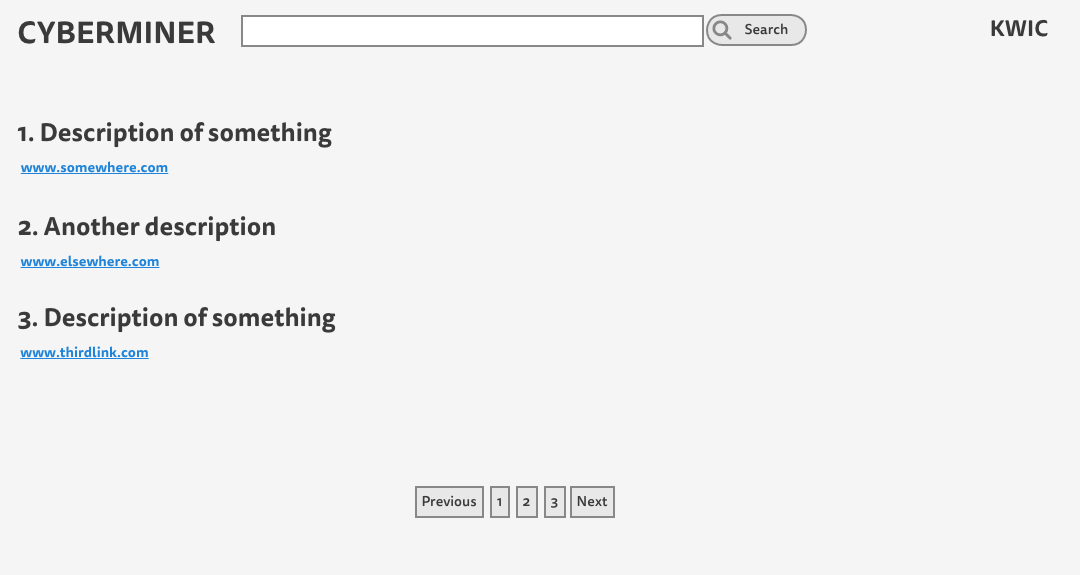 CYBERMINER Search KWIC
1. Description of something
www.somewhere.com
2. Another description
www.elsewhere.com
3. Description of something
www.thirdlink.com
Previous 1 2 3 Next